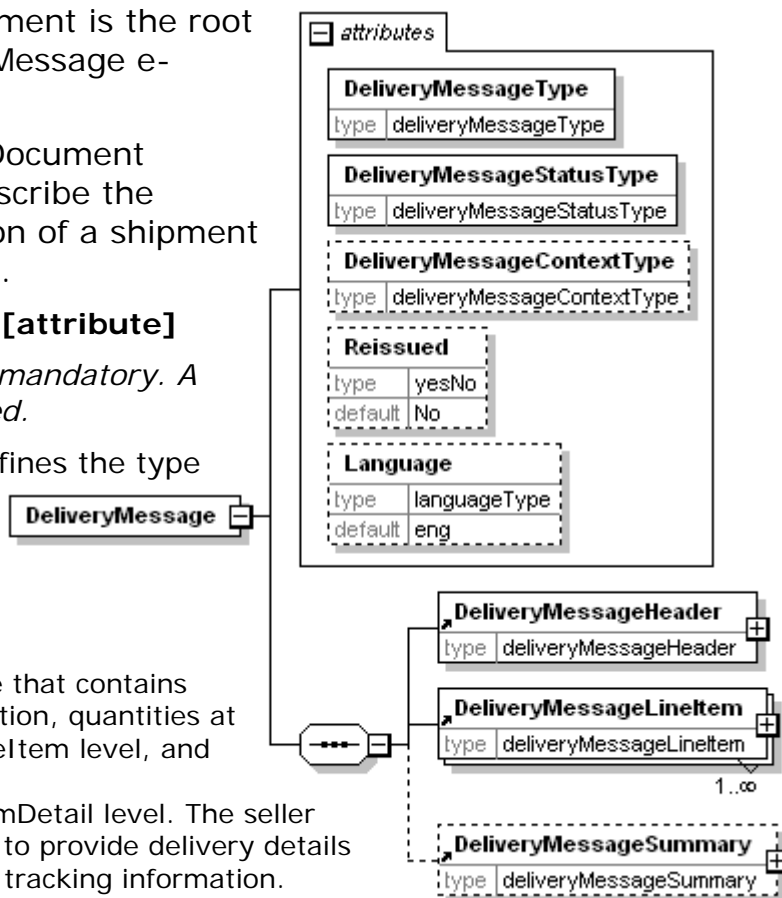 ment is the root
Message e-
Document
scribe the
on of a shipment
.
[attribute]
mandatory. A
ed.
fines the type
e that contains
tion, quantities at
eItem level, and
mDetail level. The seller
to provide delivery details
tracking information.
DeliveryMessage
attributes
DeliveryMessageType
type deliveryMessageType
DeliveryMessageStatusType
type deliveryMessageStatusType
DeliveryMessageContextType
type deliveryMessageContextType
Reissued
type yesNo
default No
Language
type languageType
default eng
DeliveryMessageHeader
type deliveryMessageHeader
DeliveryMessageLineItem
type deliveryMessageLineItem
1..∞
DeliveryMessageSummary
type deliveryMessageSummary